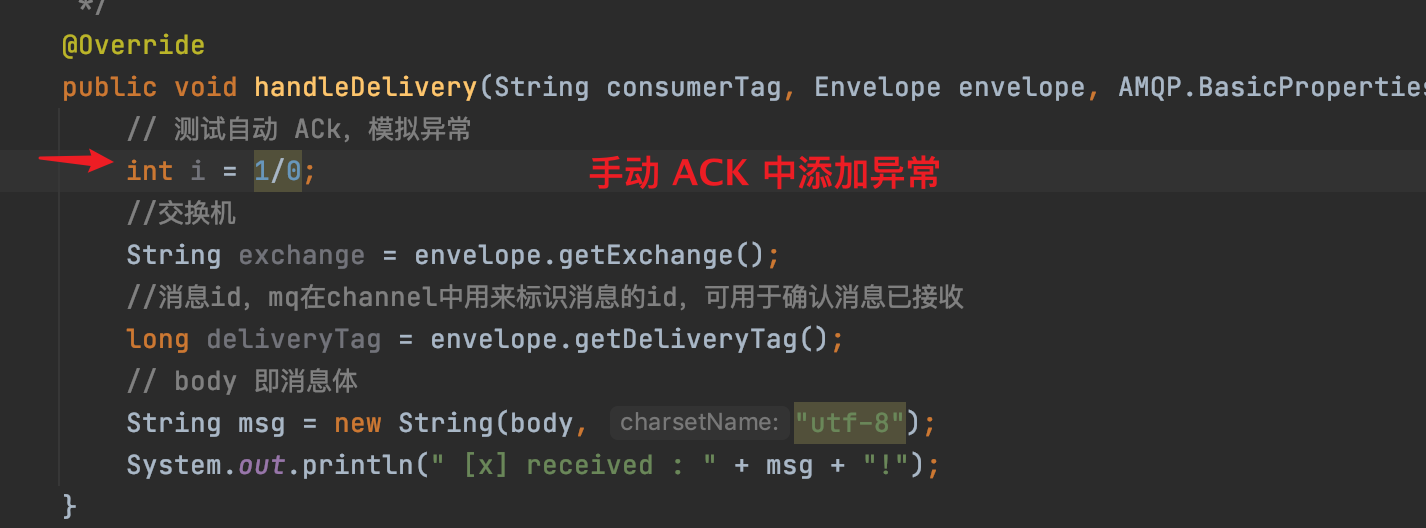 */
@Override
public void handleDelivery(String consumerTag, Envelope envelope, AMQP.BasicProperties
// 测试自动 ACk，模拟异常
int i = 1/0; 手动 ACK 中添加异常
//交换机
String exchange = envelope.getExchange();
//消息id，mq在channel中用来标识消息的id，可用于确认消息已接收
long deliveryTag = envelope.getDeliveryTag();
// body 即消息体
String msg = new String(body, charsetName: "utf-8");
System.out.println(" [x] received : " + msg + "!");
}